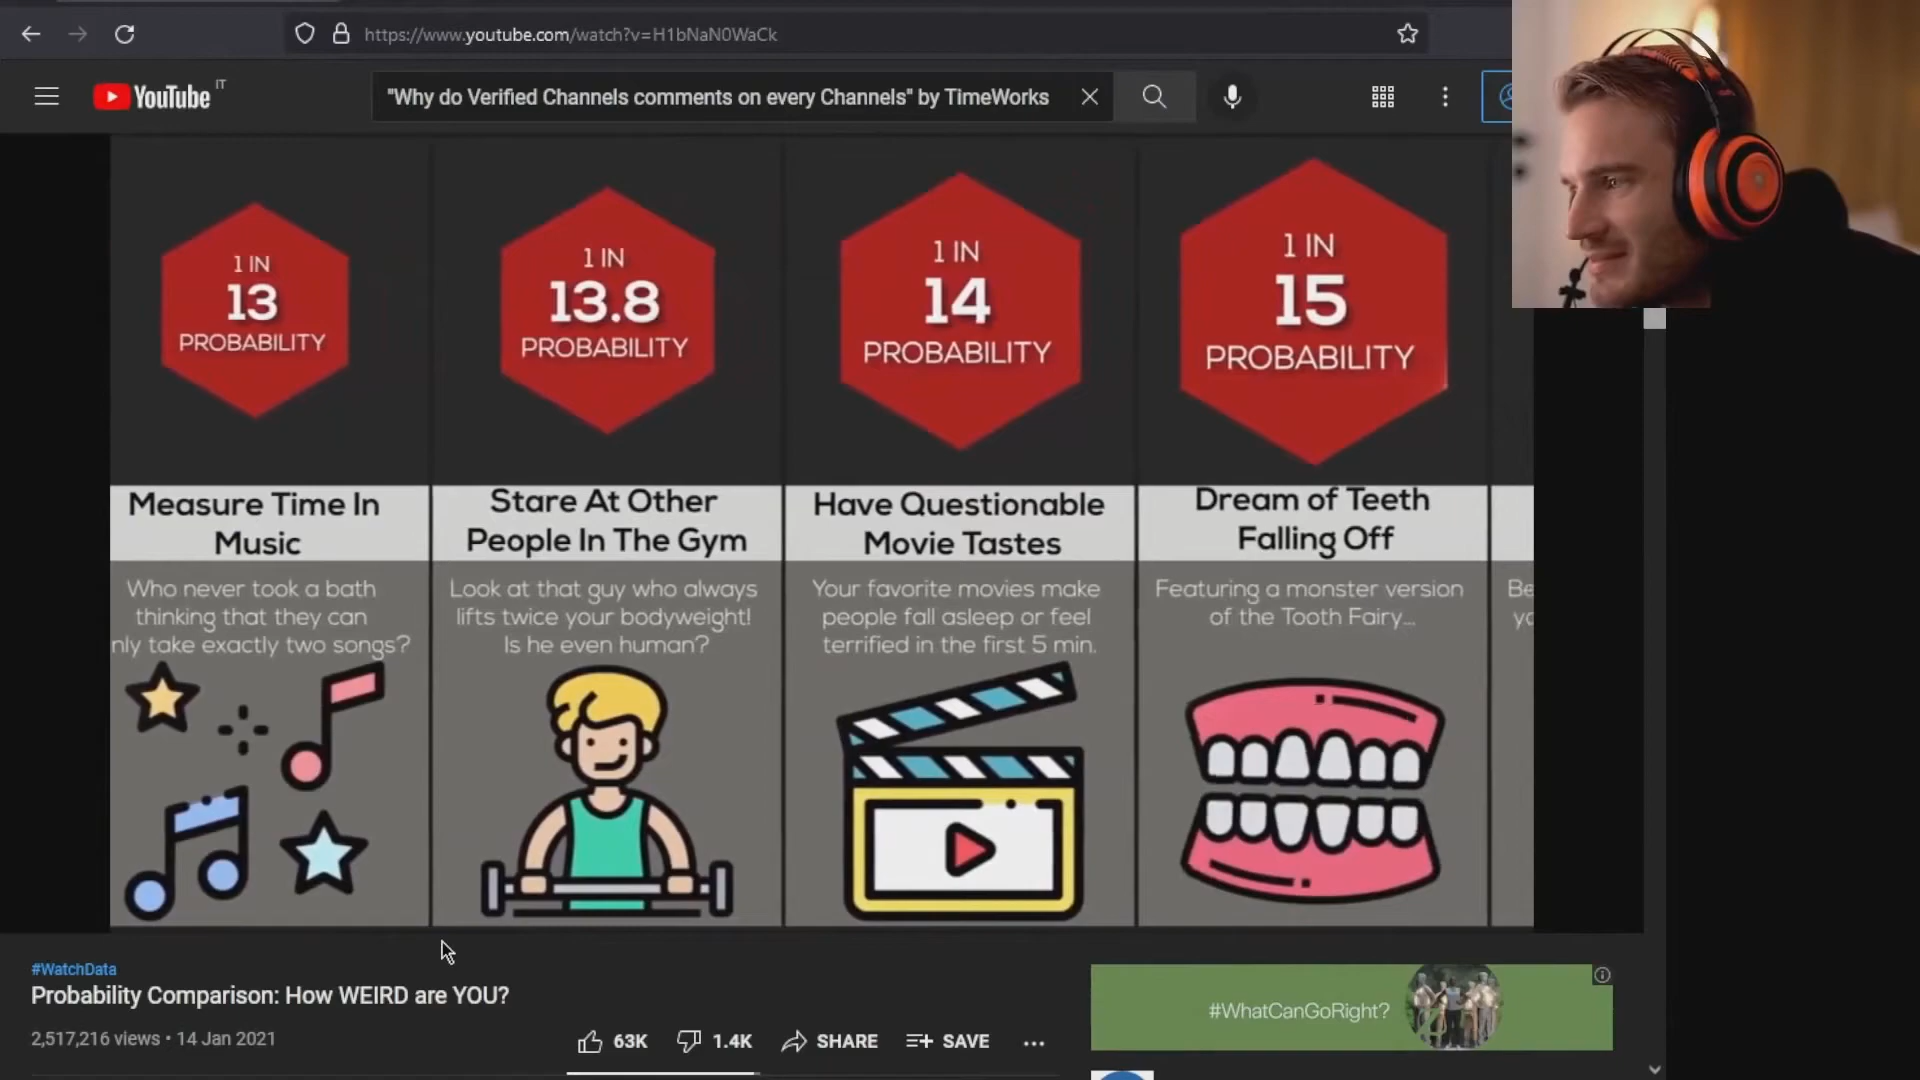 https://www.youtube.com/watch?v=H1bNaN0WaCk
YouTube IT
"Why do Verified Channels comments on every Channels" by TimeWorks
1 IN
13
PROBABILITY
Measure Time In
Music
Who never took a bath
thinking that they can
nly take exactly two songs?
1 IN
13.8
PROBABILITY
Stare At Other
People In The Gym
Look at that guy who always
lifts twice your bodyweight!
Is he even human?
1 IN
14
PROBABILITY
Have Questionable
Movie Tastes
Your favorite movies make
people fall asleep or feel
terrified in the first 5 min.
1 IN
15
PROBABILITY
Dream of Teeth
Falling Off
Featuring a monster version
of the Tooth Fairy...
Be
#WatchData
Probability Comparison: How WEIRD are YOU?
2,517,216 views • 14 Jan 2021
63K
1.4K
SHARE
SAVE
#WhatCanGoRight?